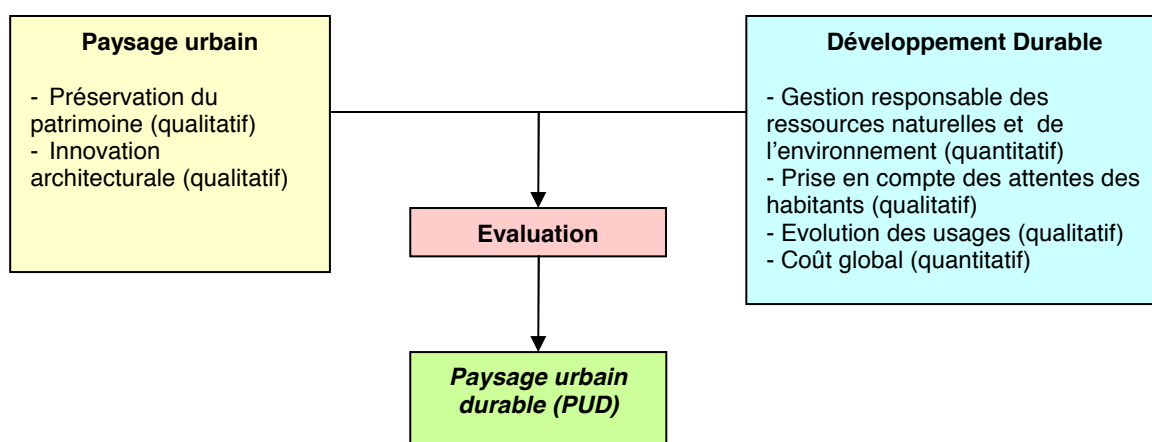 Paysage urbain
- Préservation du
patrimoine (qualitatif)
- Innovation
architecturale (qualitatif)
Développement Durable
- Gestion responsable des
ressources naturelles et de
l'environnement (quantitatif)
- Prise en compte des attentes des
habitants (qualitatif)
- Evolution des usages (qualitatif)
- Coût global (quantitatif)
Evaluation
Paysage urbain
durable (PUD)